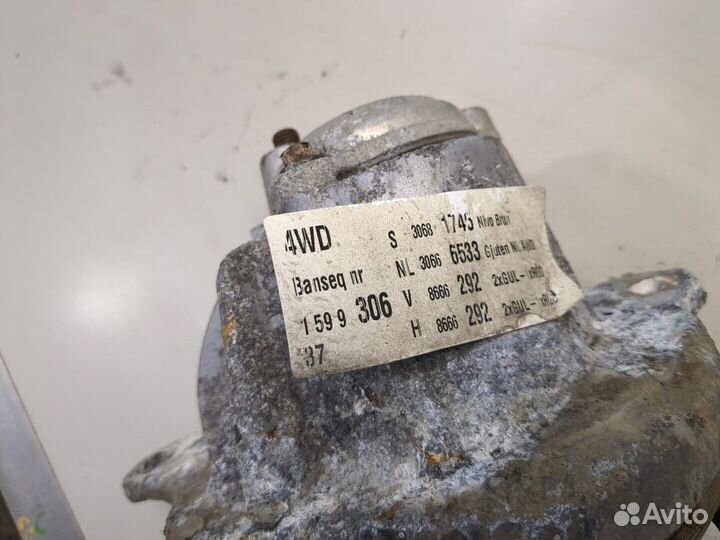 4WD S 3068 1745 Nivo Brun
Banseq nr NL 3066 6533 Gjuten NL AWD
1 59 9 306 V 8666 292 2xGUL-
37 H 8666 292 2xGUL-
Avito